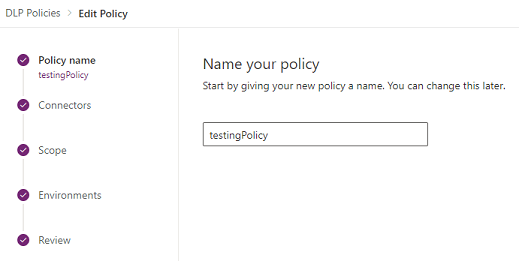 DLP Policies > Edit Policy
Policy name
testingPolicy
Connectors
Scope
Environments
Review
Name your policy
Start by giving your new policy a name. You can change this later.
testingPolicy